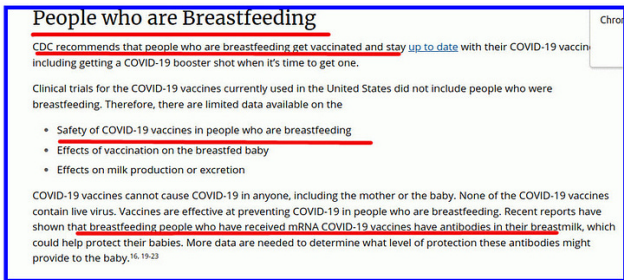 People who are Breastfeeding
Chro
CDC recommends that people who are breastfeeding get vaccinated and stay up to date with their COVID-19 vaccin
including getting a COVID-19 booster shot when it's time to get one.
Clinical trials for the COVID-19 vaccines currently used in the United States did not include people who were
breastfeeding. Therefore, there are limited data available on the
• Safety of COVID-19 vaccines in people who are breastfeeding
• Effects of vaccination on the breastfed baby
• Effects on milk production or excretion
COVID-19 vaccines cannot cause COVID-19 in anyone, including the mother or the baby. None of the COVID-19 vaccines
contain live virus. Vaccines are effective at preventing COVID-19 in people who are breastfeeding. Recent reports have
shown that breastfeeding people who have received mRNA COVID-19 vaccines have antibodies in their breastmilk, which
could help protect their babies. More data are needed to determine what level of protection these antibodies might
provide to the baby.16, 19-23